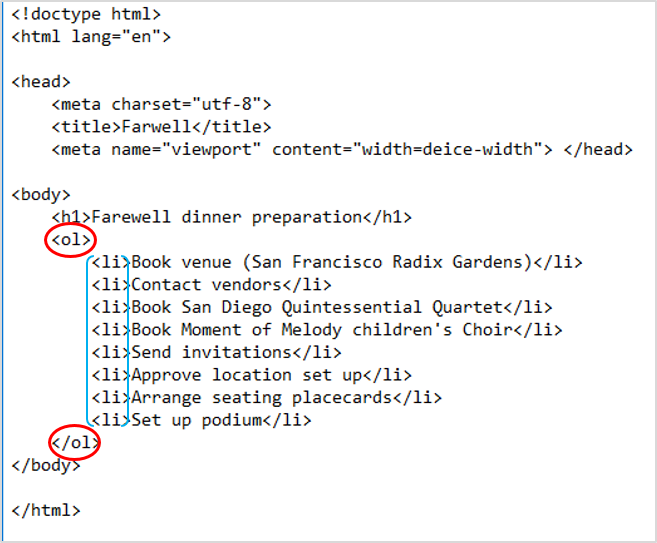 <!doctype html>
<html lang="en">
<head>
<meta charset="utf-8">
<title>Farwell</title>
<meta name="viewport" content="width=deice-width"> </head>
<body>
<h1>Farewell dinner preparation</h1>
<ol>
<li>Book venue (San Francisco Radix Gardens)</li>
<li>Contact vendors</li>
<li>Book San Diego Quintessential Quartet</li>
<li>Book Moment of Melody children's Choir</li>
<li>Send invitations</li>
<li>Approve location set up</li>
<li>Arrange seating placecards</li>
<li>Set up podium</li>
</ol>
</body>
</html>